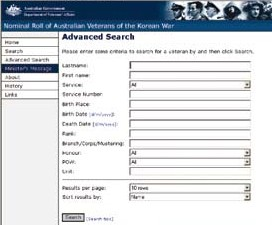 Australian Government
Department of Veterans' Affairs
Nominal Roll of Australian Veterans of the Korean War
Home
Search
Advanced Search
Minister's Message
About
History
Links
Advanced Search
Please enter some criteria to search for a veteran by and then click Search.
Lastname:
First name:
Service: All
Service Number
Birth Place:
Birth Date (d/m/yyyy):
Death Date (d/m/yyyy):
Rank:
Branch/Corps/Mustering:
Honour: All
POW: All
Unit:
Results per page: 10 rows
Sort results by: Name
Search [Search tips]